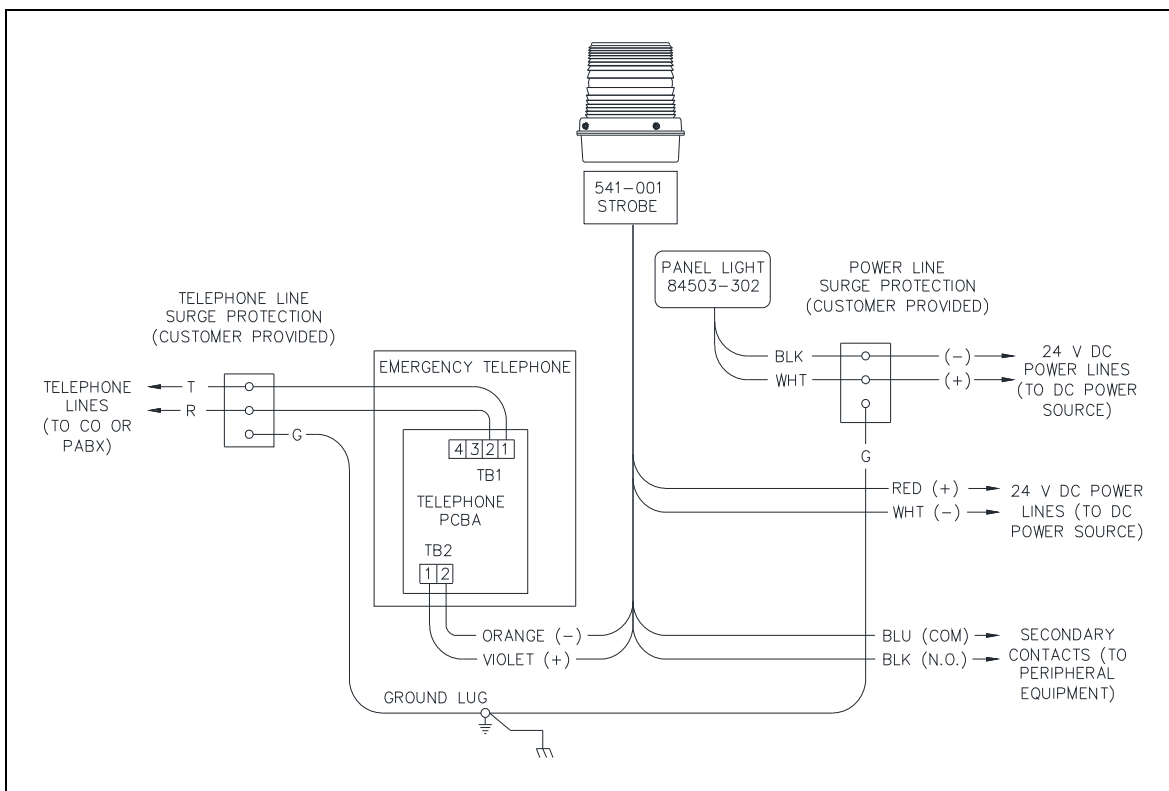 541-001
STROBE
PANEL LIGHT
84503-302
POWER LINE
SURGE PROTECTION
(CUSTOMER PROVIDED)
TELEPHONE LINE
SURGE PROTECTION
(CUSTOMER PROVIDED)
EMERGENCY TELEPHONE
BLK
(-)
WHT
(+)
24 V DC
POWER LINES
(TO DC POWER
SOURCE)
TELEPHONE
LINES
(TO CO OR
PABX)
T
R
G
4 3 2 1
TB1
TELEPHONE
PCBA
TB2
1 2
G
RED (+)
WHT (-)
24 V DC POWER
LINES (TO DC
POWER SOURCE)
ORANGE (-)
VIOLET (+)
BLU (COM)
BLK (N.O.)
SECONDARY
CONTACTS (TO
PERIPHERAL
EQUIPMENT)
GROUND LUG